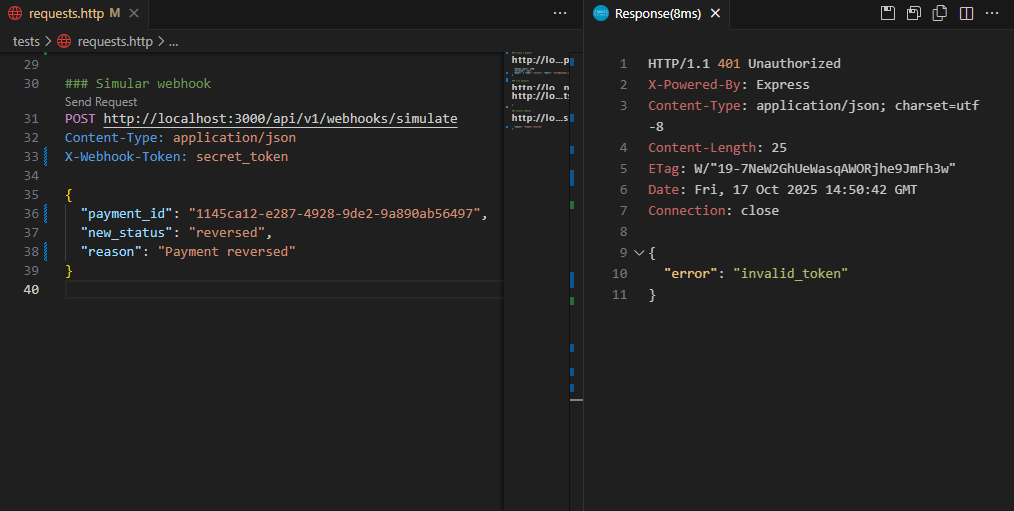 requests.http M
tests > requests.http > ...
29
30 ### Simular webhook
Send Request
31 POST http://localhost:3000/api/v1/webhooks/simulate
32 Content-Type: application/json
33 X-Webhook-Token: secret_token
34
35 {
36 "payment_id": "1145ca12-e287-4928-9de2-9a890ab56497",
37 "new_status": "reversed",
38 "reason": "Payment reversed"
39 }
40
http://lo...p
http://lo...n
http://lo...t
http://lo...s
Response(8ms)
1 HTTP/1.1 401 Unauthorized
2 X-Powered-By: Express
3 Content-Type: application/json; charset=utf
-8
4 Content-Length: 25
5 ETag: W/"19-7NeW2GhUeWasqAWORjhe9JmFh3w"
6 Date: Fri, 17 Oct 2025 14:50:42 GMT
7 Connection: close
8
9 {
10 "error": "invalid_token"
11 }